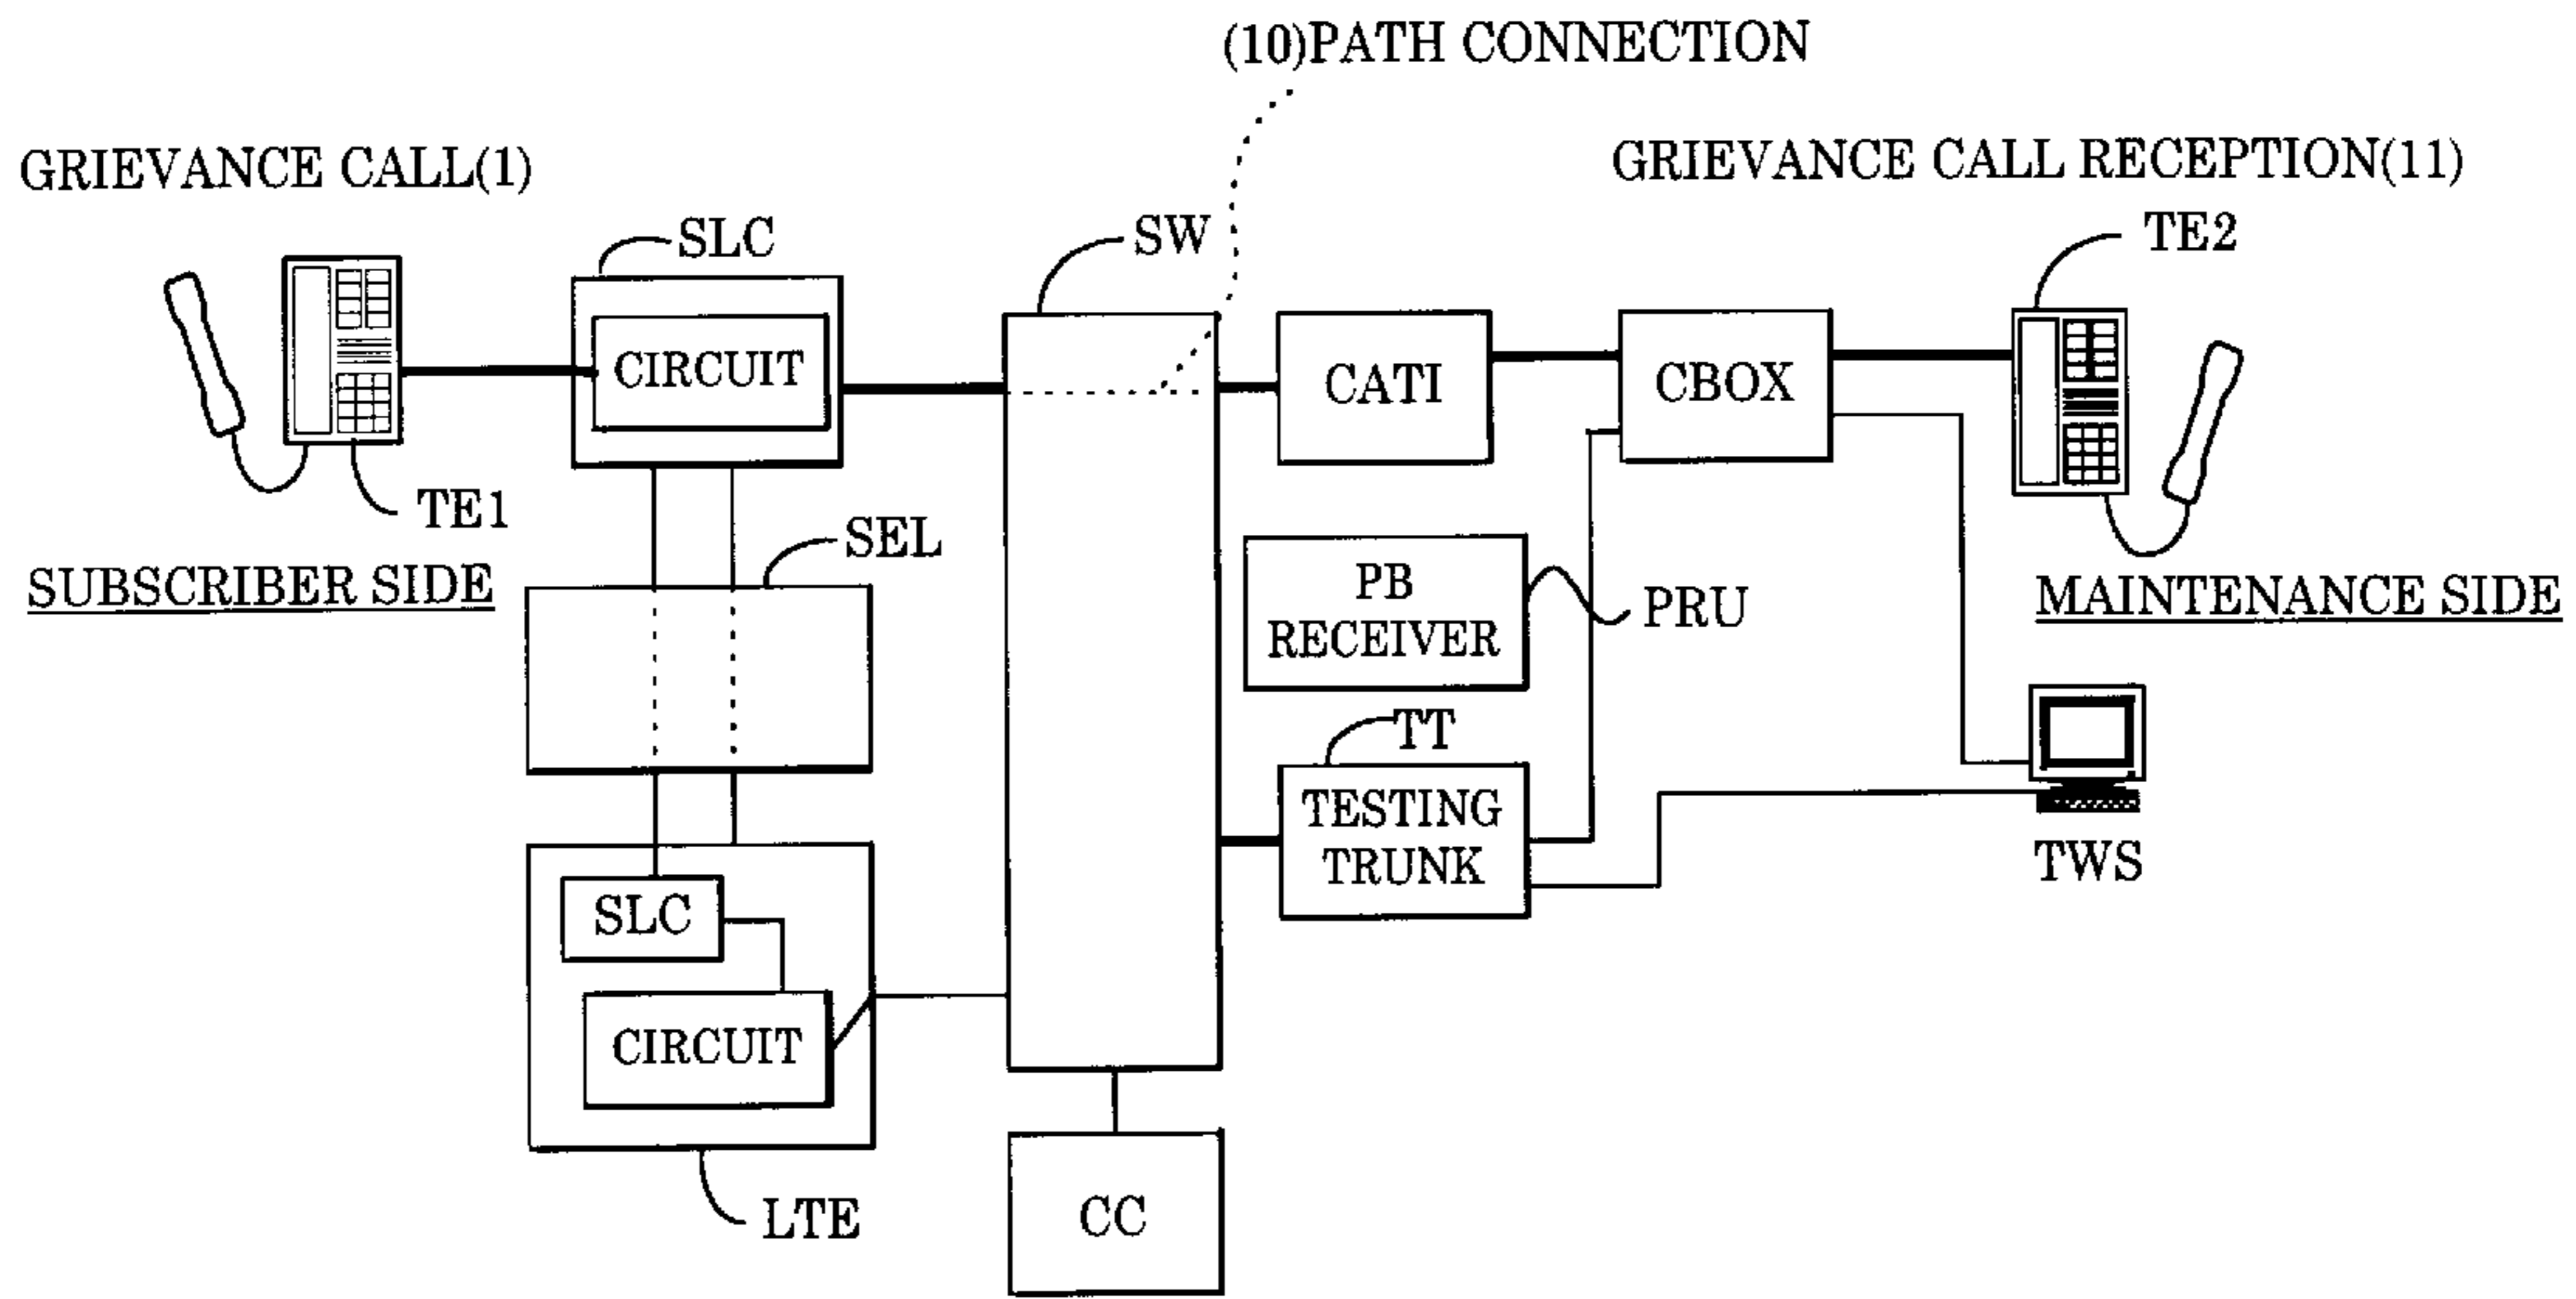 (10)PATH CONNECTION
GRIEVANCE CALL(1)
GRIEVANCE CALL RECEPTION(11)
SLC
SW
TE2
CIRCUIT
CATI
CBOX
TE1
SEL
SUBSCRIBER SIDE
PB
RECEIVER
PRU
MAINTENANCE SIDE
TT
TESTING
TRUNK
TWS
SLC
CIRCUIT
LTE
CC